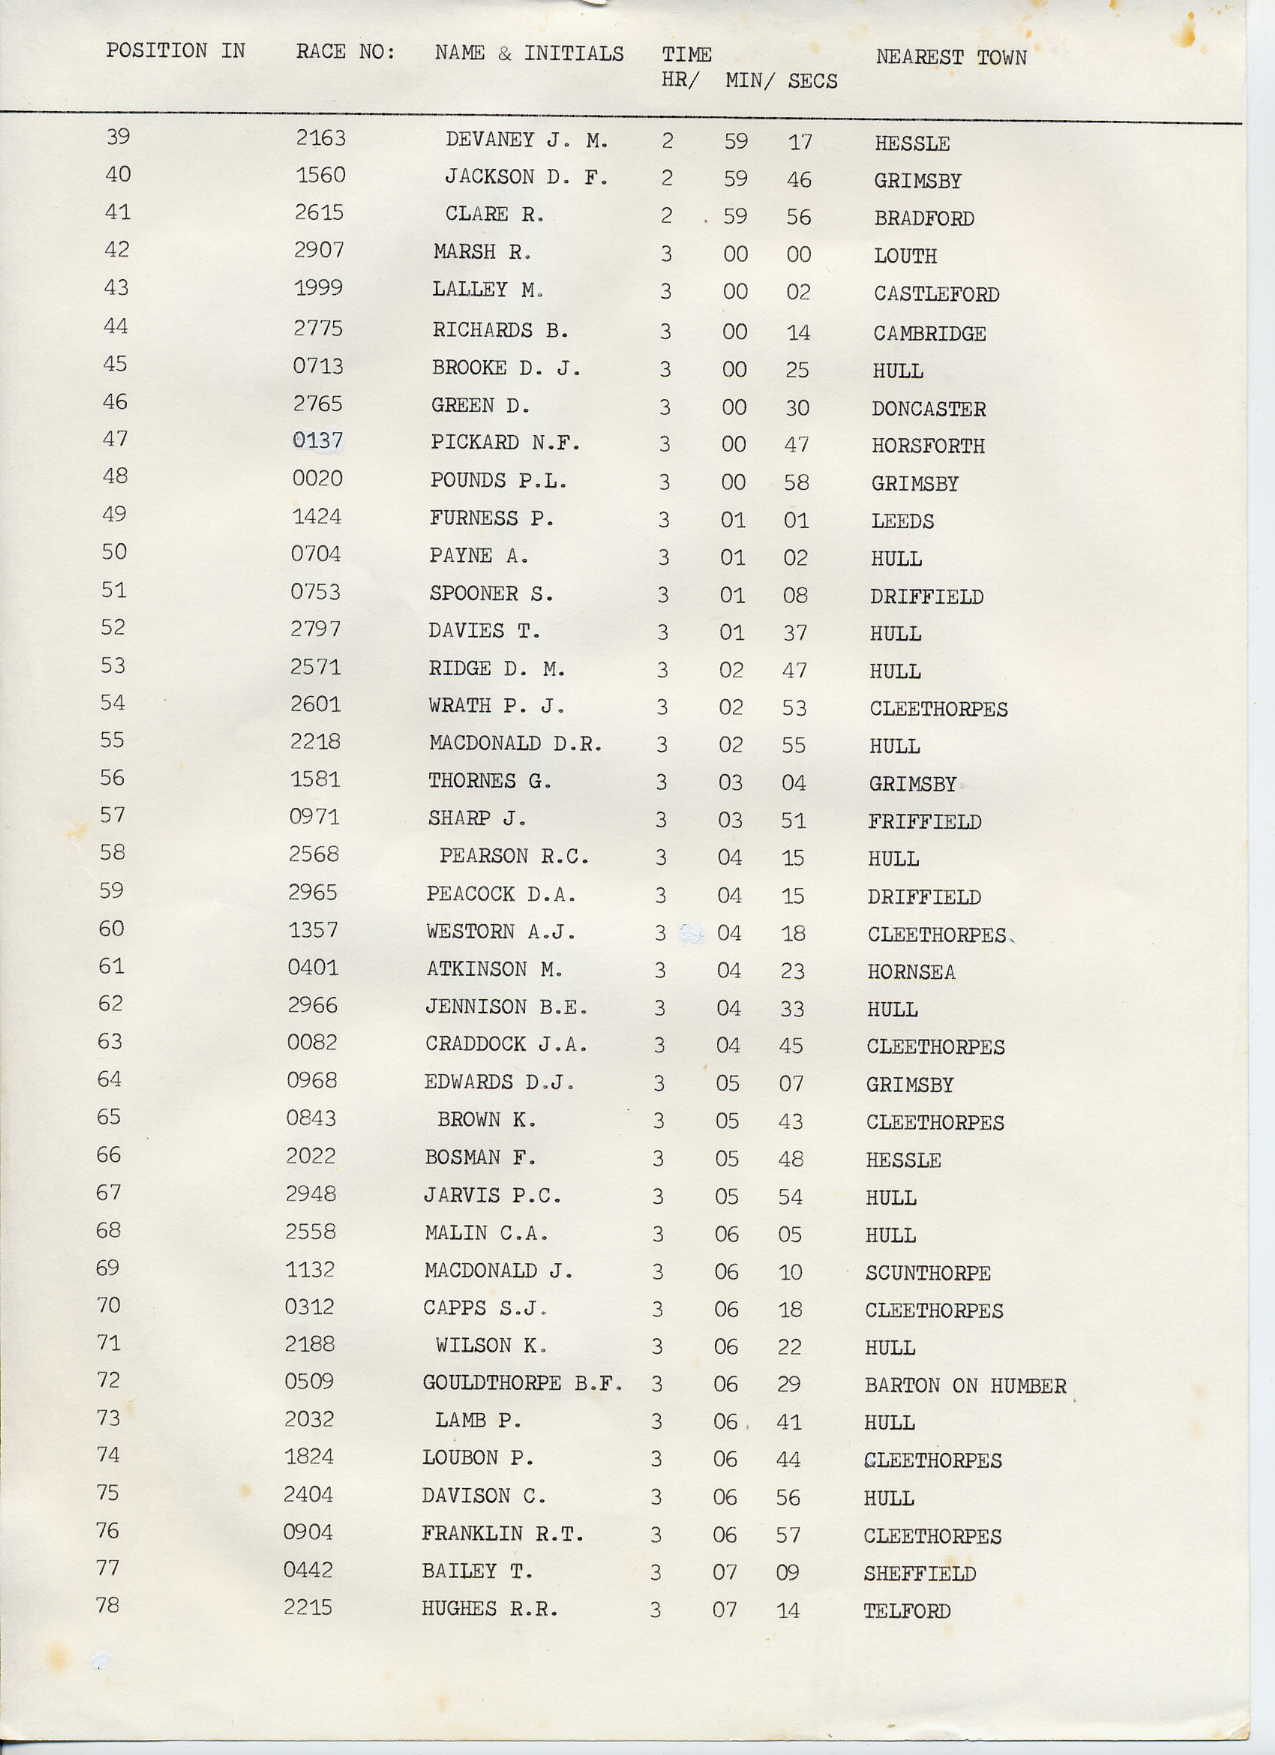 POSITION IN RACE NO: NAME & INITIALS TIME NEAREST TOWN
HR/ MIN/ SECS
39 2163 DEVANEY J. M. 2 59 17 HESSLE
40 1560 JACKSON D. F. 2 59 46 GRIMSBY
41 2615 CLARE R. 2 59 56 BRADFORD
42 2907 MARSH R. 3 00 00 LOUTH
43 1999 LALLEY M. 3 00 02 CASTLEFORD
44 2775 RICHARDS B. 3 00 14 CAMBRIDGE
45 0713 BROOKE D. J. 3 00 25 HULL
46 2765 GREEN D. 3 00 30 DONCASTER
47 0137 PICKARD N.F. 3 00 47 HORSFORTH
48 0020 POUNDS P.L. 3 00 58 GRIMSBY
49 1424 FURNESS P. 3 01 01 LEEDS
50 0704 PAYNE A. 3 01 02 HULL
51 0753 SPOONER S. 3 01 08 DRIFFIELD
52 2797 DAVIES T. 3 01 37 HULL
53 2571 RIDGE D. M. 3 02 47 HULL
54 2601 WRATH P. J. 3 02 53 CLEETHORPES
55 2218 MACDONALD D.R. 3 02 55 HULL
56 1581 THORNES G. 3 03 04 GRIMSBY
57 0971 SHARP J. 3 03 51 FRIFFIELD
58 2568 PEARSON R.C. 3 04 15 HULL
59 2965 PEACOCK D.A. 3 04 15 DRIFFIELD
60 1357 WESTORN A.J. 3 04 18 CLEETHORPES
61 0401 ATKINSON M. 3 04 23 HORNSEA
62 2966 JENNISON B.E. 3 04 33 HULL
63 0082 CRADDOCK J.A. 3 04 45 CLEETHORPES
64 0968 EDWARDS D.J. 3 05 07 GRIMSBY
65 0843 BROWN K. 3 05 43 CLEETHORPES
66 2022 BOSMAN F. 3 05 48 HESSLE
67 2948 JARVIS P.C. 3 05 54 HULL
68 2558 MALIN C.A. 3 06 05 HULL
69 1132 MACDONALD J. 3 06 10 SCUNTHORPE
70 0312 CAPPS S.J. 3 06 18 CLEETHORPES
71 2188 WILSON K. 3 06 22 HULL
72 0509 GOULDTHORPE B.F. 3 06 29 BARTON ON HUMBER
73 2032 LAMB P. 3 06 41 HULL
74 1824 LOUBON P. 3 06 44 CLEETHORPES
75 2404 DAVISON C. 3 06 56 HULL
76 0904 FRANKLIN R.T. 3 06 57 CLEETHORPES
77 0442 BAILEY T. 3 07 09 SHEFFIELD
78 2215 HUGHES R.R. 3 07 14 TELFORD